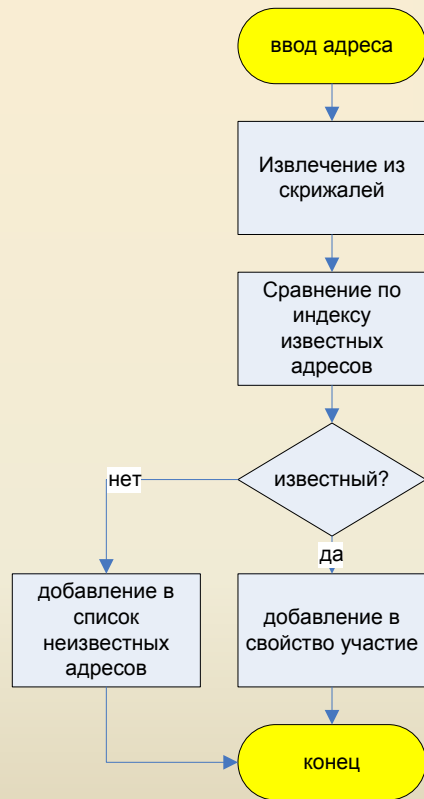 ввод адреса
Извлечение из
скрижалей
Сравнение по
индексу
известных
адресов
известный?
нет
да
добавление в
список
неизвестных
адресов
добавление в
свойство участие
конец